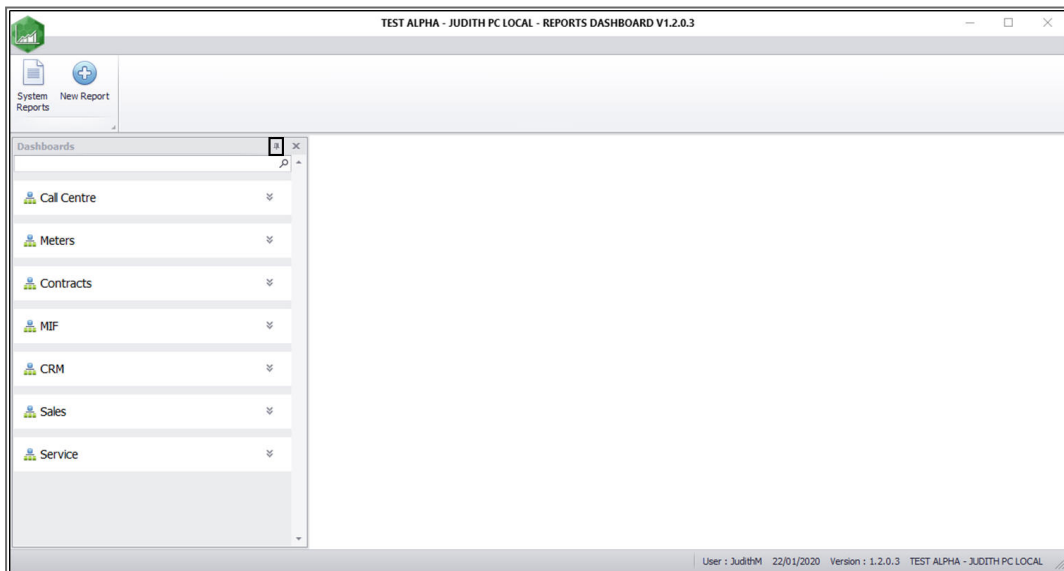 TEST ALPHA - JUDITH PC LOCAL - REPORTS DASHBOARD V1.2.0.3
System Reports
New Report
Dashboards
Call Centre
Meters
Contracts
MIF
CRM
Sales
Service
User : JudithM 22/01/2020 Version : 1.2.0.3 TEST ALPHA - JUDITH PC LOCAL